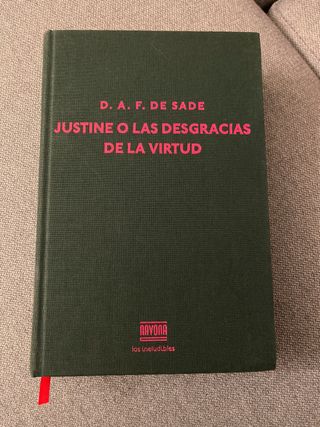 D. A. F. DE SADE
JUSTINE O LAS DESGRACIAS
DE LA VIRTUD
NAVONA
los ineludibles